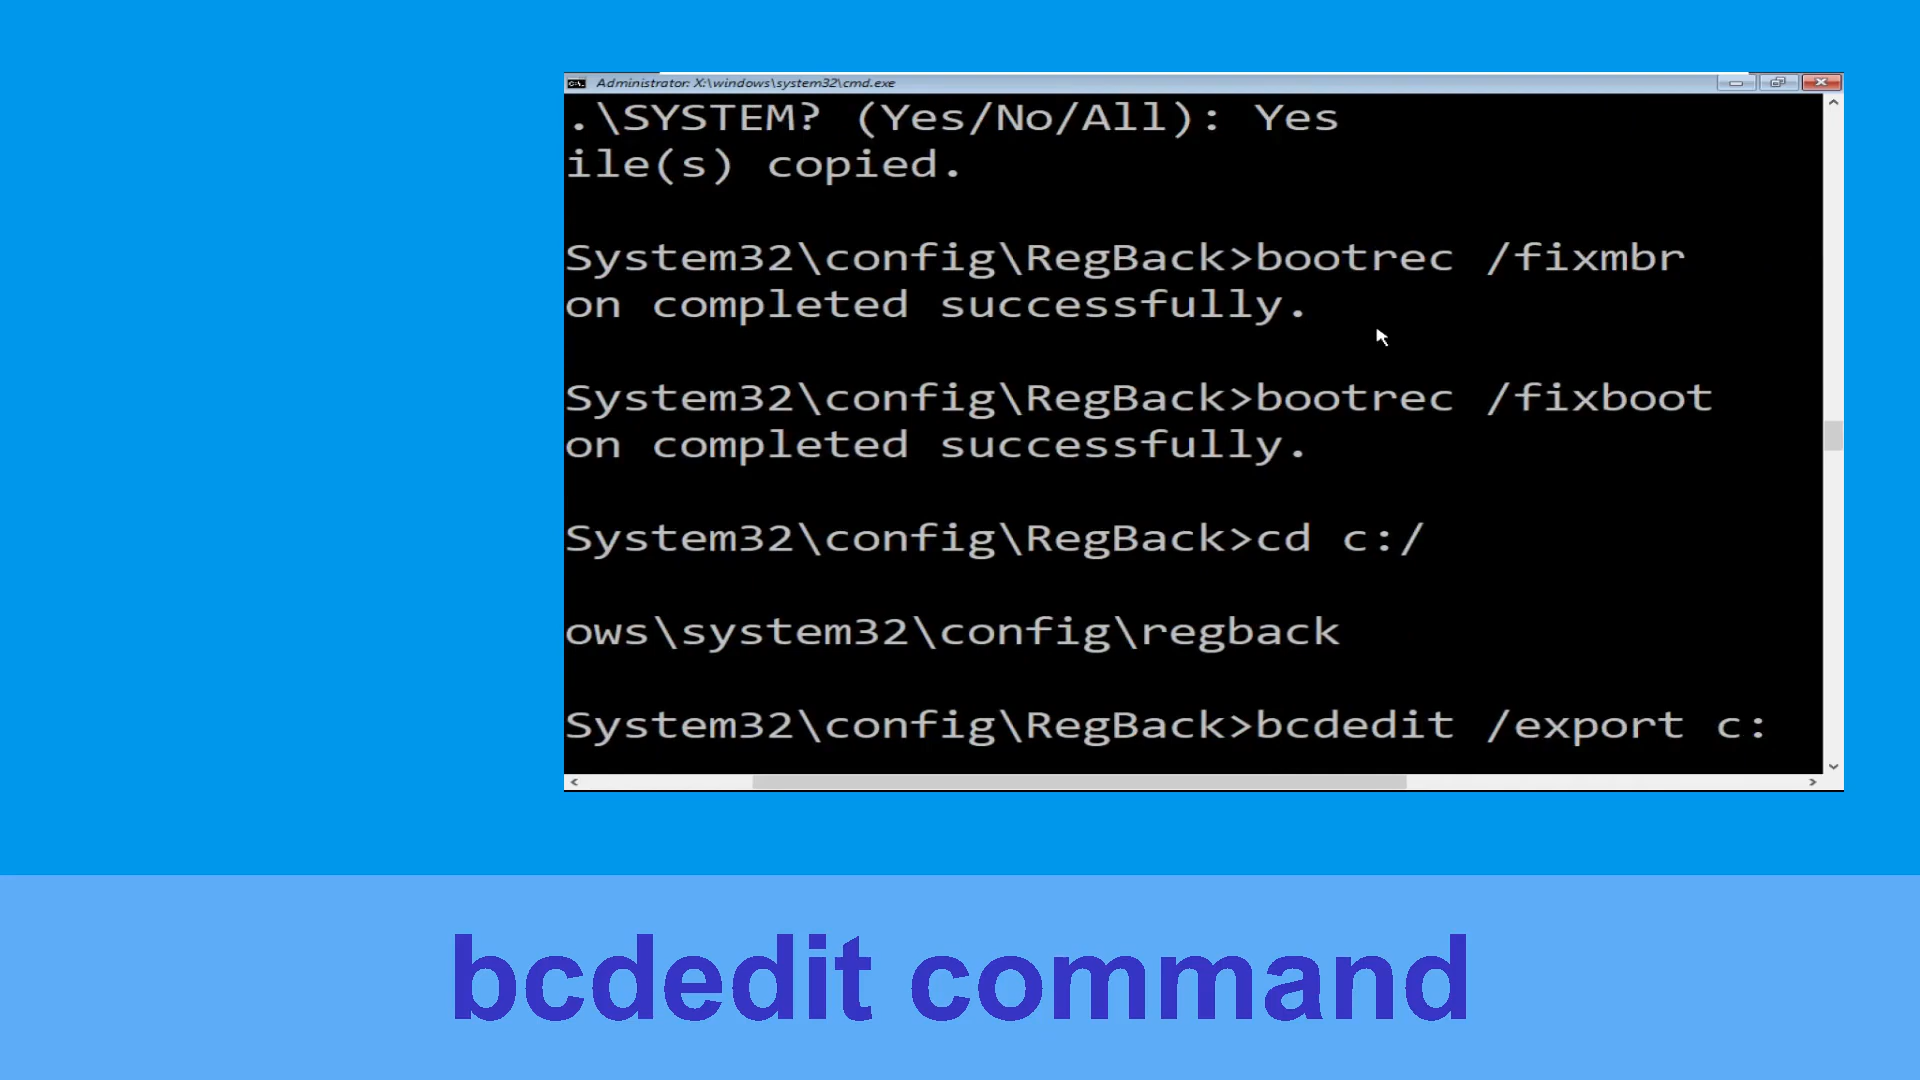 Administrator: X:\windows\system32\cmd.exe
.\SYSTEM? (Yes/No/All): Yes
ile(s) copied.
System32\config\RegBack>bootrec /fixmbr
on completed successfully.
System32\config\RegBack>bootrec /fixboot
on completed successfully.
System32\config\RegBack>cd c:/
ows\system32\config\regback
System32\config\RegBack>bcdedit /export c:
bcdedit command